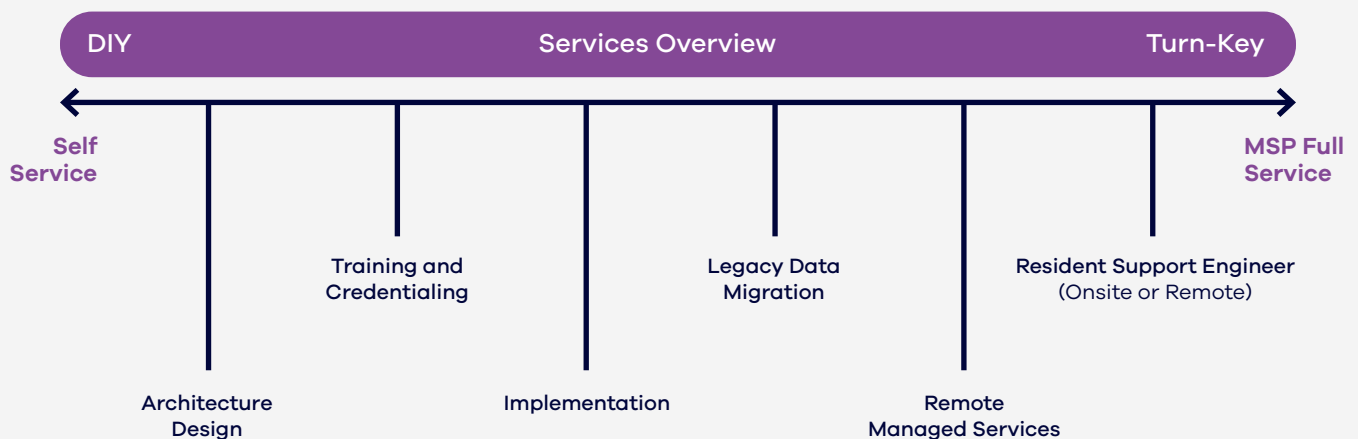 DIY Services Overview Turn-Key
Self
Service
MSP Full
Service
Training and
Credentialing
Legacy Data
Migration
Resident Support Engineer
(Onsite or Remote)
Architecture
Design
Implementation
Remote
Managed Services